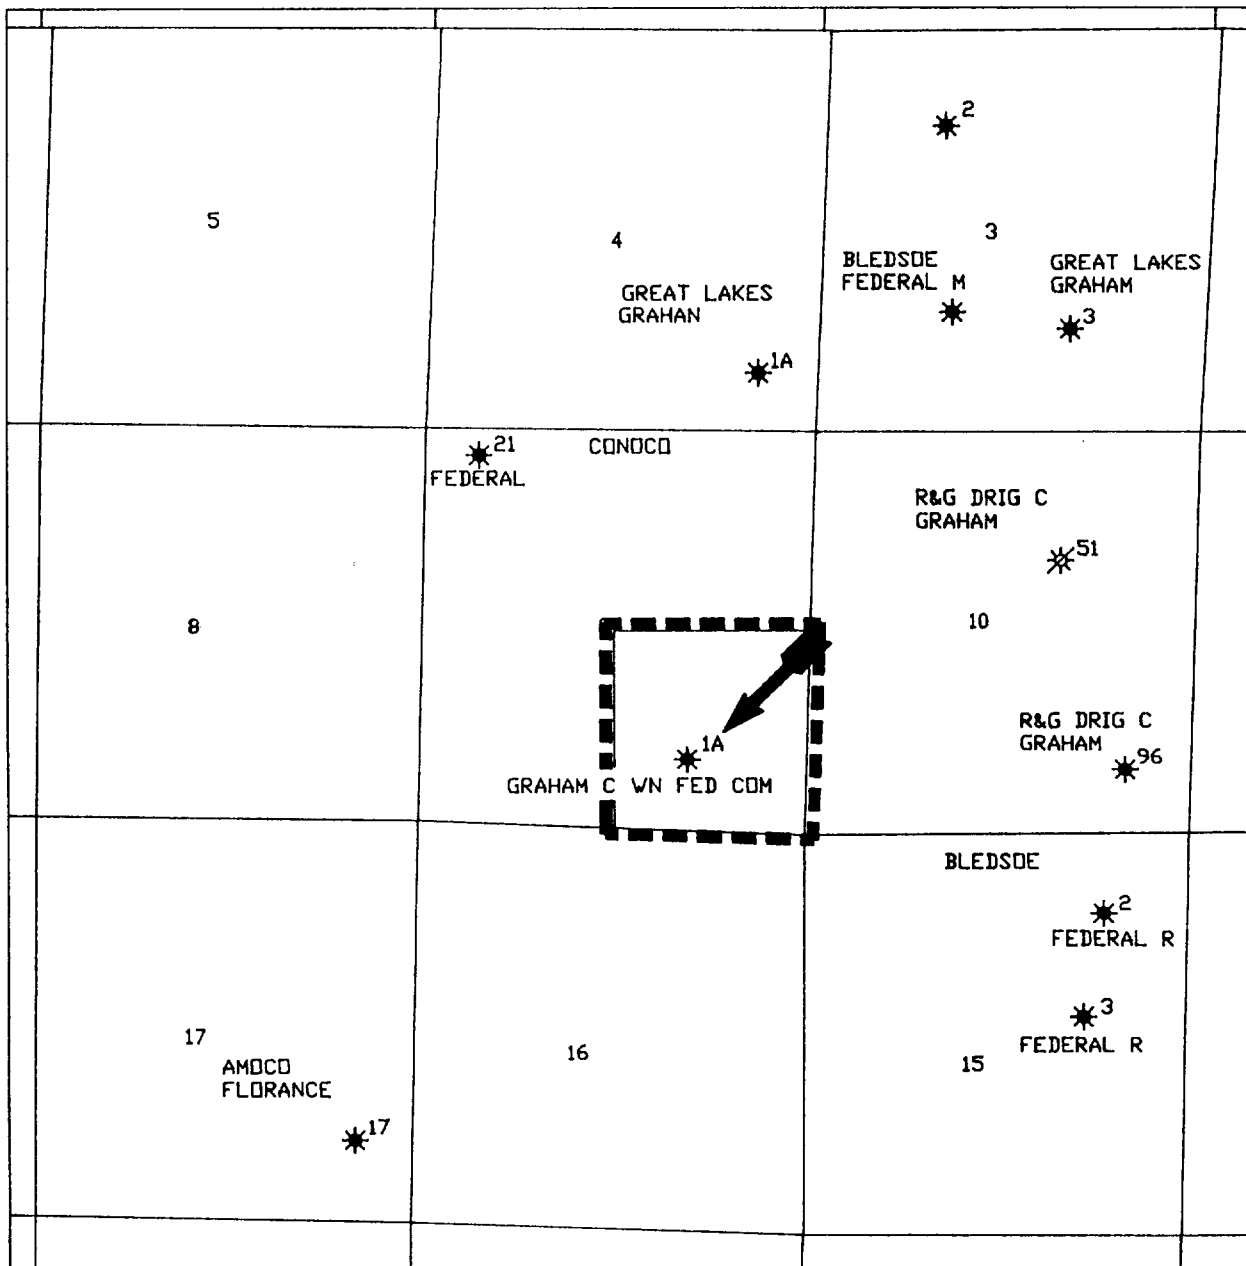 2
5
4
3
BLEDSOE
FEDERAL M
GREAT LAKES
GRAHAM
3
GREAT LAKES
GRAHAN
1A
21
FEDERAL
CONOCO
R&G DRIG C
GRAHAM
51
8
10
1A
GRAHAM C WN FED COM
R&G DRIG C
GRAHAM
96
BLEDSOE
2
FEDERAL R
3
FEDERAL R
17
AMOCO
FLORANCE
17
16
15